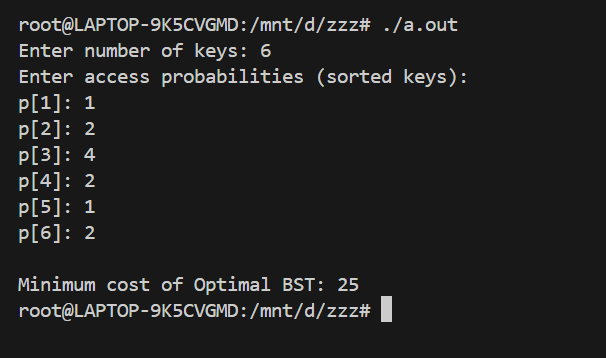 root@LAPTOP-9K5CVGMD:/mnt/d/zzz# ./a.out
Enter number of keys: 6
Enter access probabilities (sorted keys):
p[1]: 1
p[2]: 2
p[3]: 4
p[4]: 2
p[5]: 1
p[6]: 2
Minimum cost of Optimal BST: 25
root@LAPTOP-9K5CVGMD:/mnt/d/zzz#